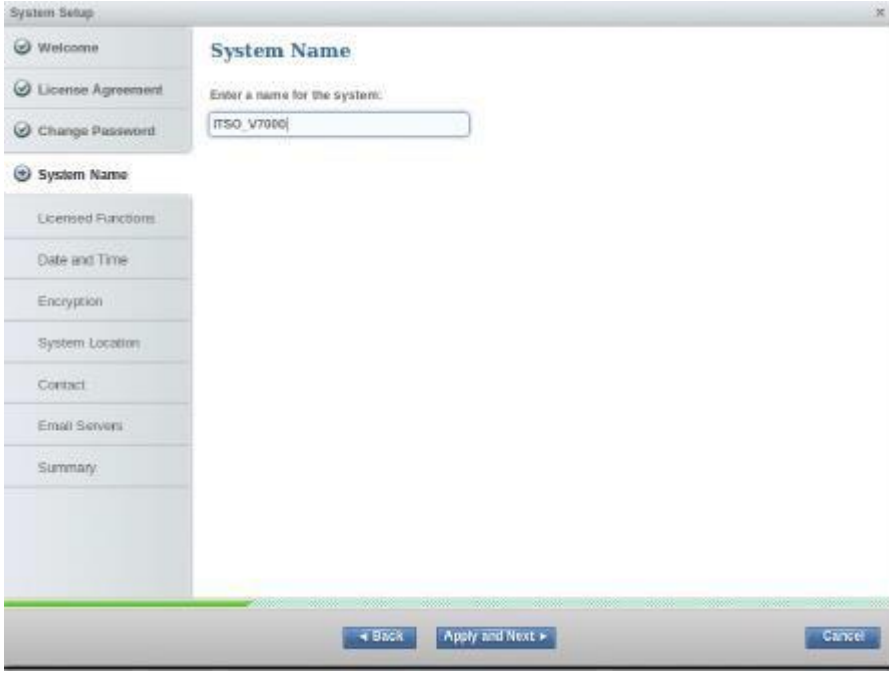 System Setup
Welcome
License Agreement
Change Password
System Name
Licensed Functions
Date and Time
Encryption
System Location
Contact
Email Servers
Summary
System Name
Enter a name for the system:
ITSO_V7000
Back
Apply and Next
Cancel